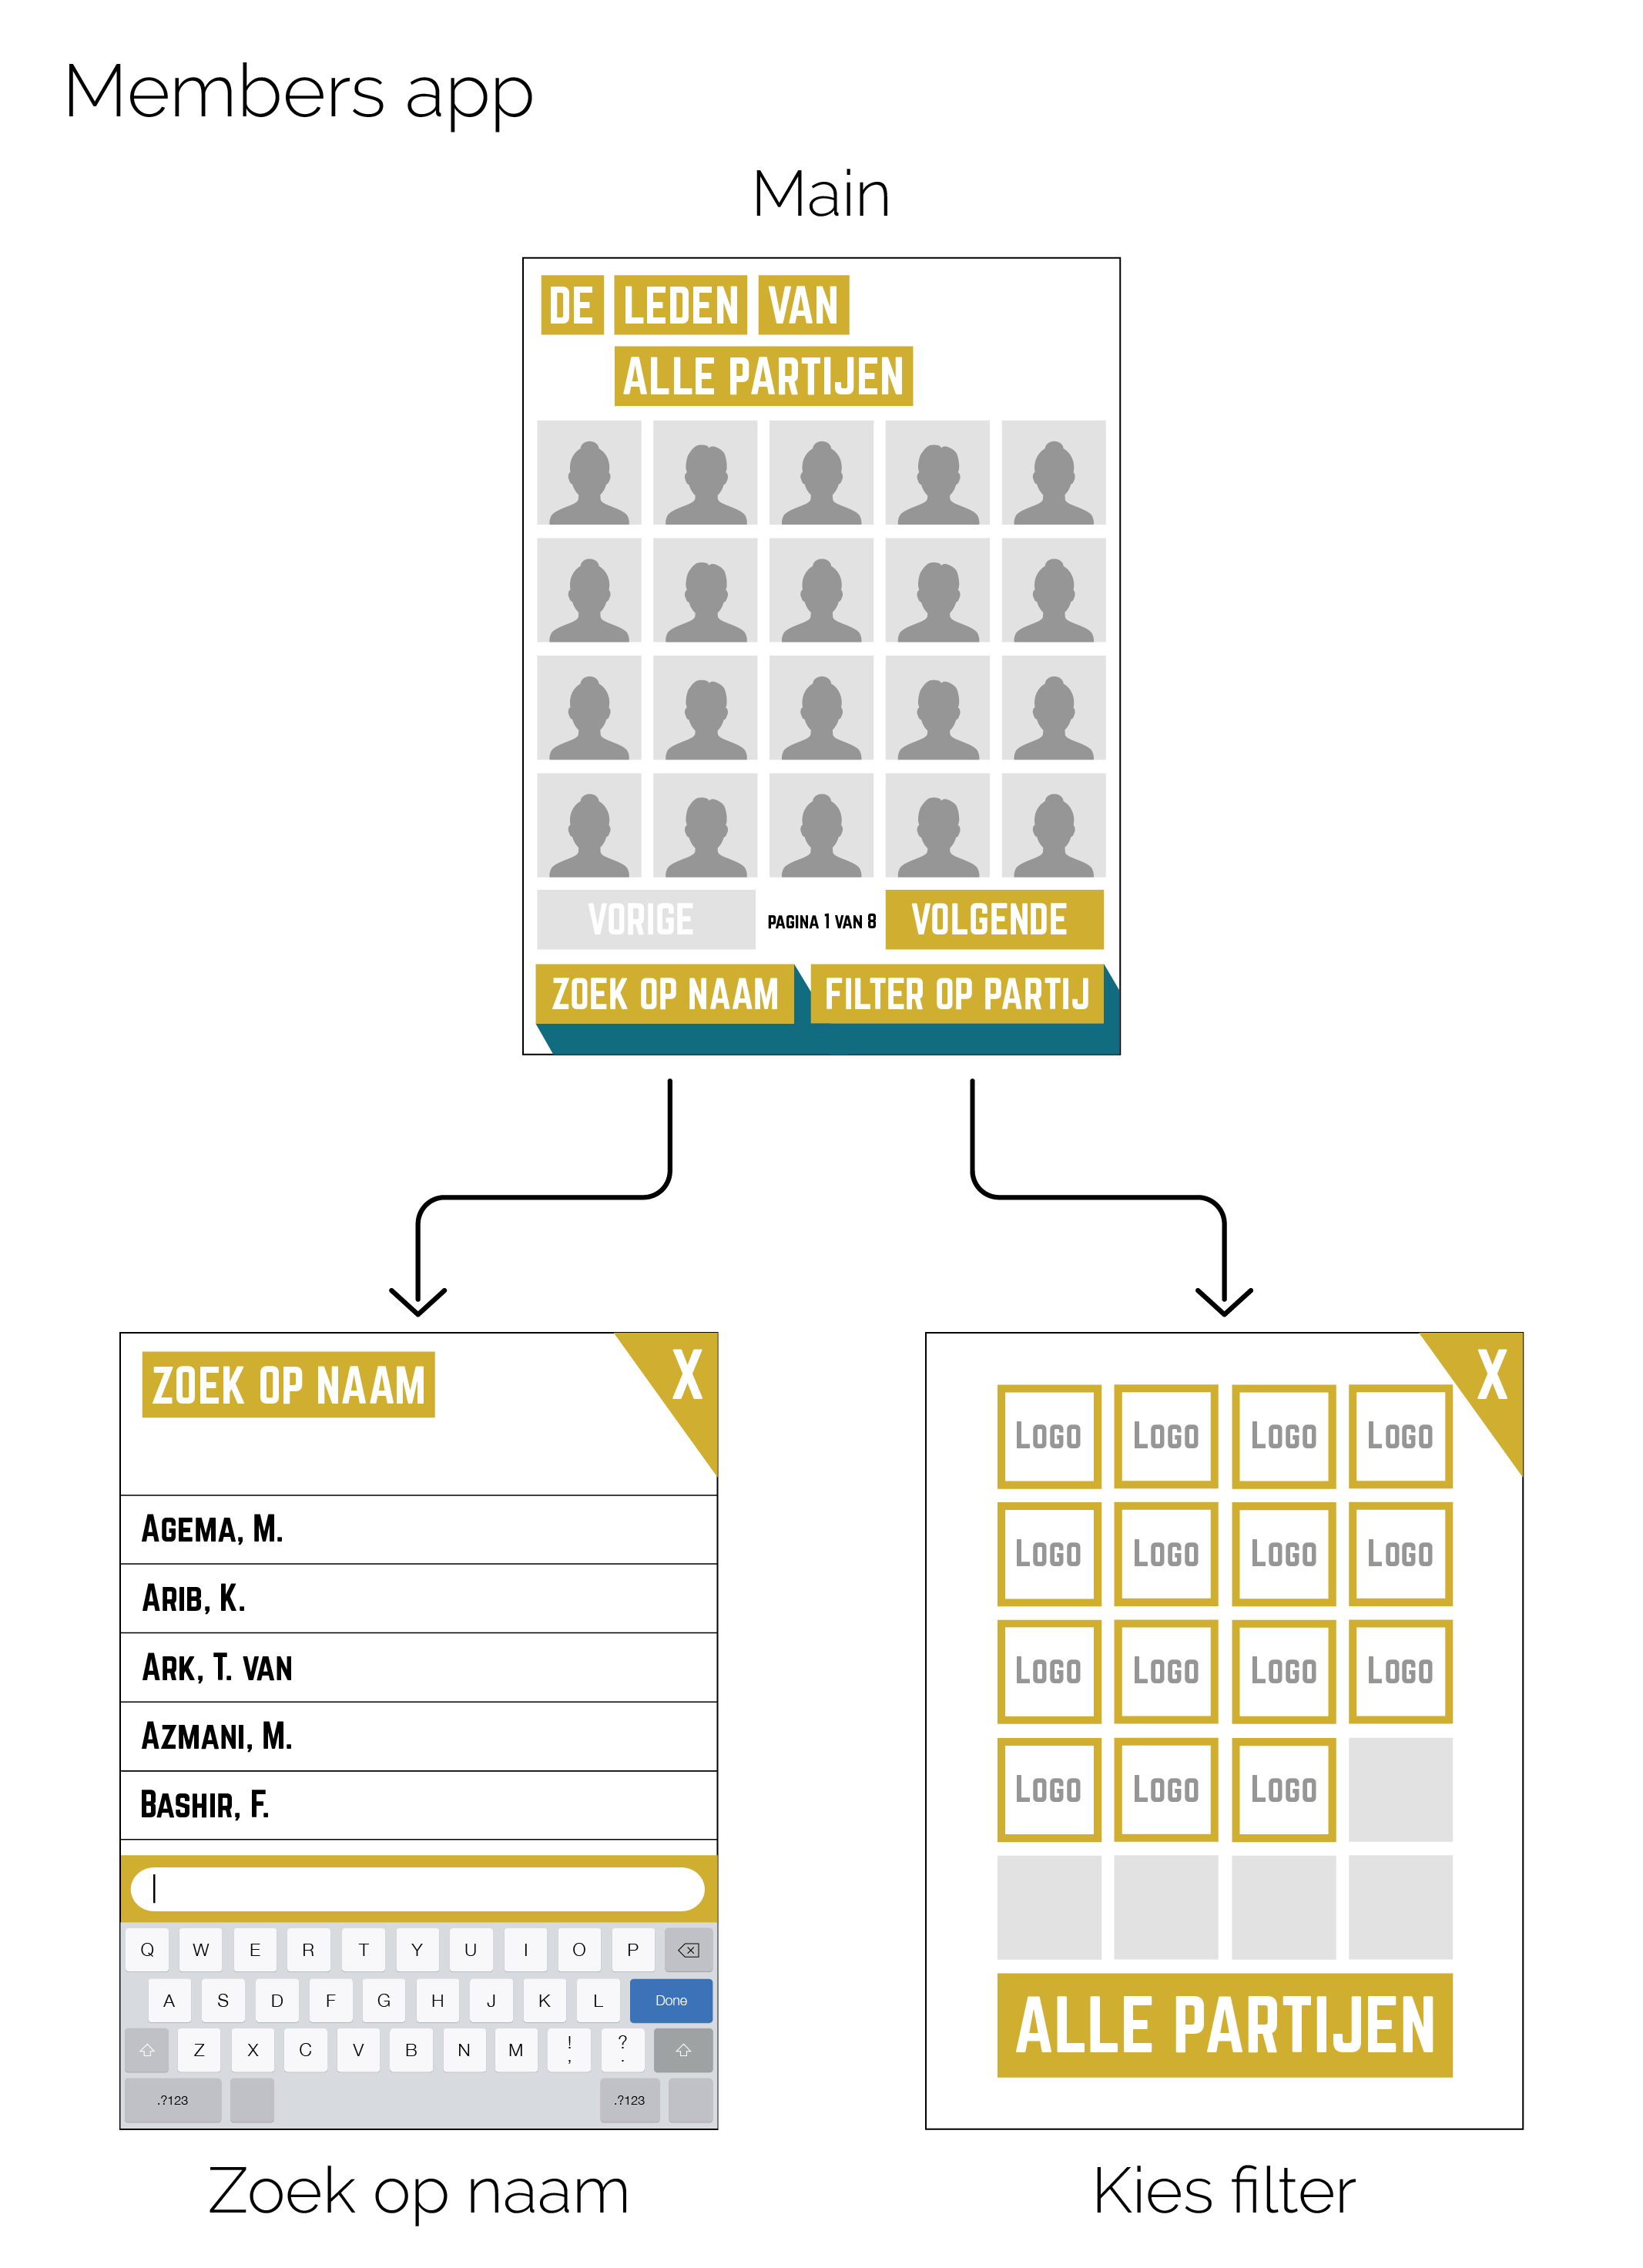 Members app
Main
DE LEDEN VAN
ALLE PARTIJEN
VORIGE PAGINA 1 VAN 8 VOLGENDE
ZOEK OP NAAM FILTER OP PARTIJ
ZOEK OP NAAM X
AGEMA, M.
ARIB, K.
ARK, T. VAN
AZMANI, M.
BASHIR, F.
Q W E R T Y U I O P
A S D F G H J K L Done
Z X C V B N M ! , ? .
.?123 .?123
Zoek op naam
X
LOGO LOGO LOGO LOGO
LOGO LOGO LOGO LOGO
LOGO LOGO LOGO LOGO
LOGO LOGO LOGO
ALLE PARTIJEN
Kies filter